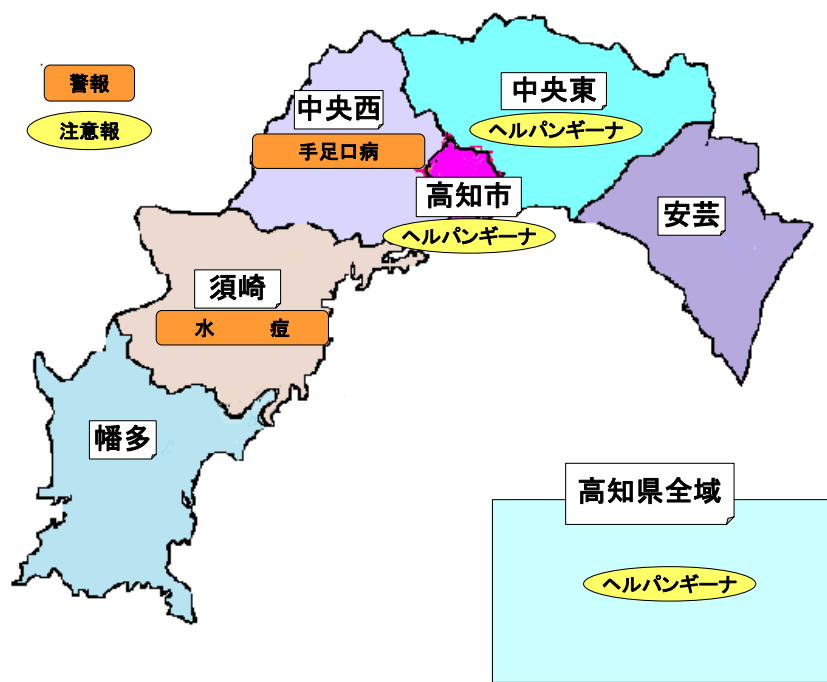 警報
注意報
中央西
手足口病
中央東
ヘルパンギーナ
高知市
ヘルパンギーナ
安芸
須崎
水 痘
幡多
高知県全域
ヘルパンギーナ